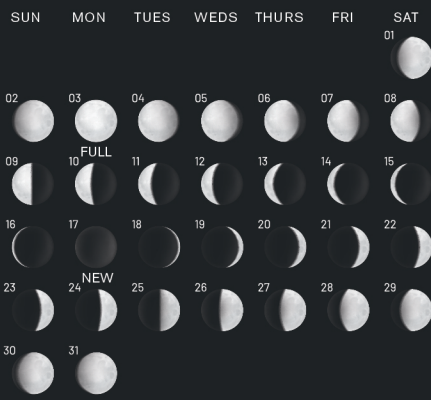 SUN MON TUES WEDS THURS FRI SAT
01
02 03 04 05 06 07 08
FULL
09 10 11 12 13 14 15
16 17 18 19 20 21 22
NEW
23 24 25 26 27 28 29
30 31